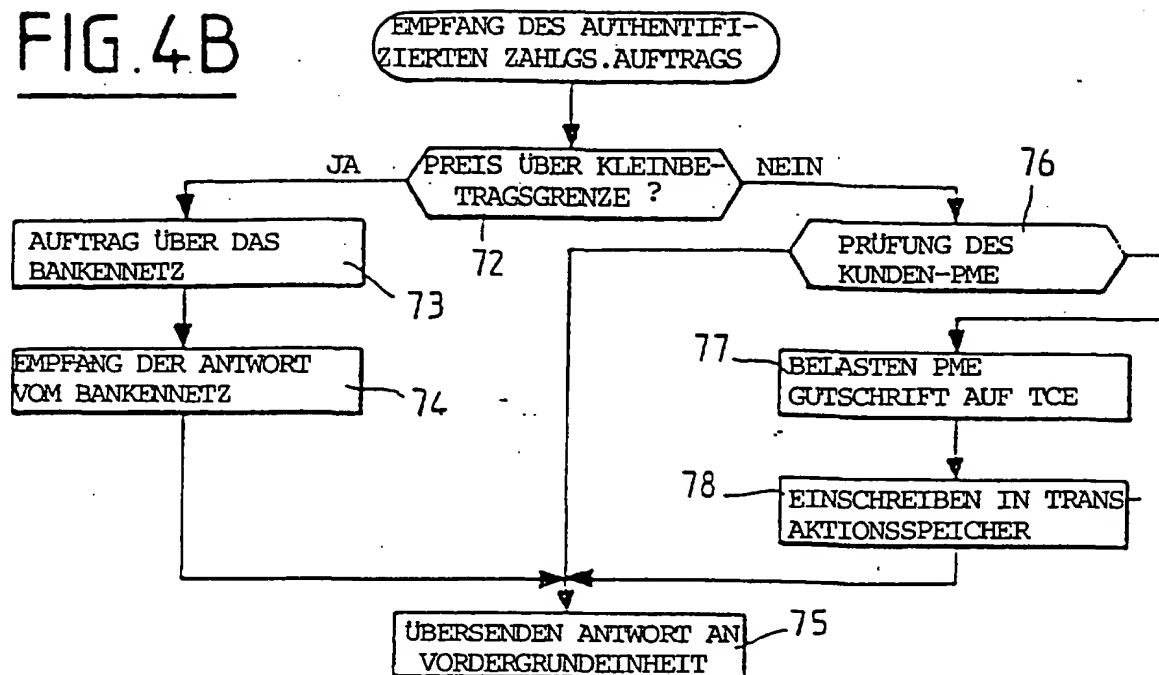 FIG.4B
EMPFANG DES AUTHENTIFI-
ZIERTEN ZAHLGS.AUFTRAGS
JA
PREIS ÜBER KLEINBE-
TRAGSGRENZE ?
NEIN
72
76
AUFTRAG ÜBER DAS
BANKENNETZ
73
PRÜFUNG DES
KUNDEN-PME
EMPFANG DER ANTWORT
VOM BANKENNETZ
74
77
BELASTEN PME
GUTSCHRIFT AUF TCE
78
EINSCHREIBEN IN TRANS-
AKTIONSSPEICHER
ÜBERSENDEN ANTWORT AN
VORDERGRUNDEINHEIT
75